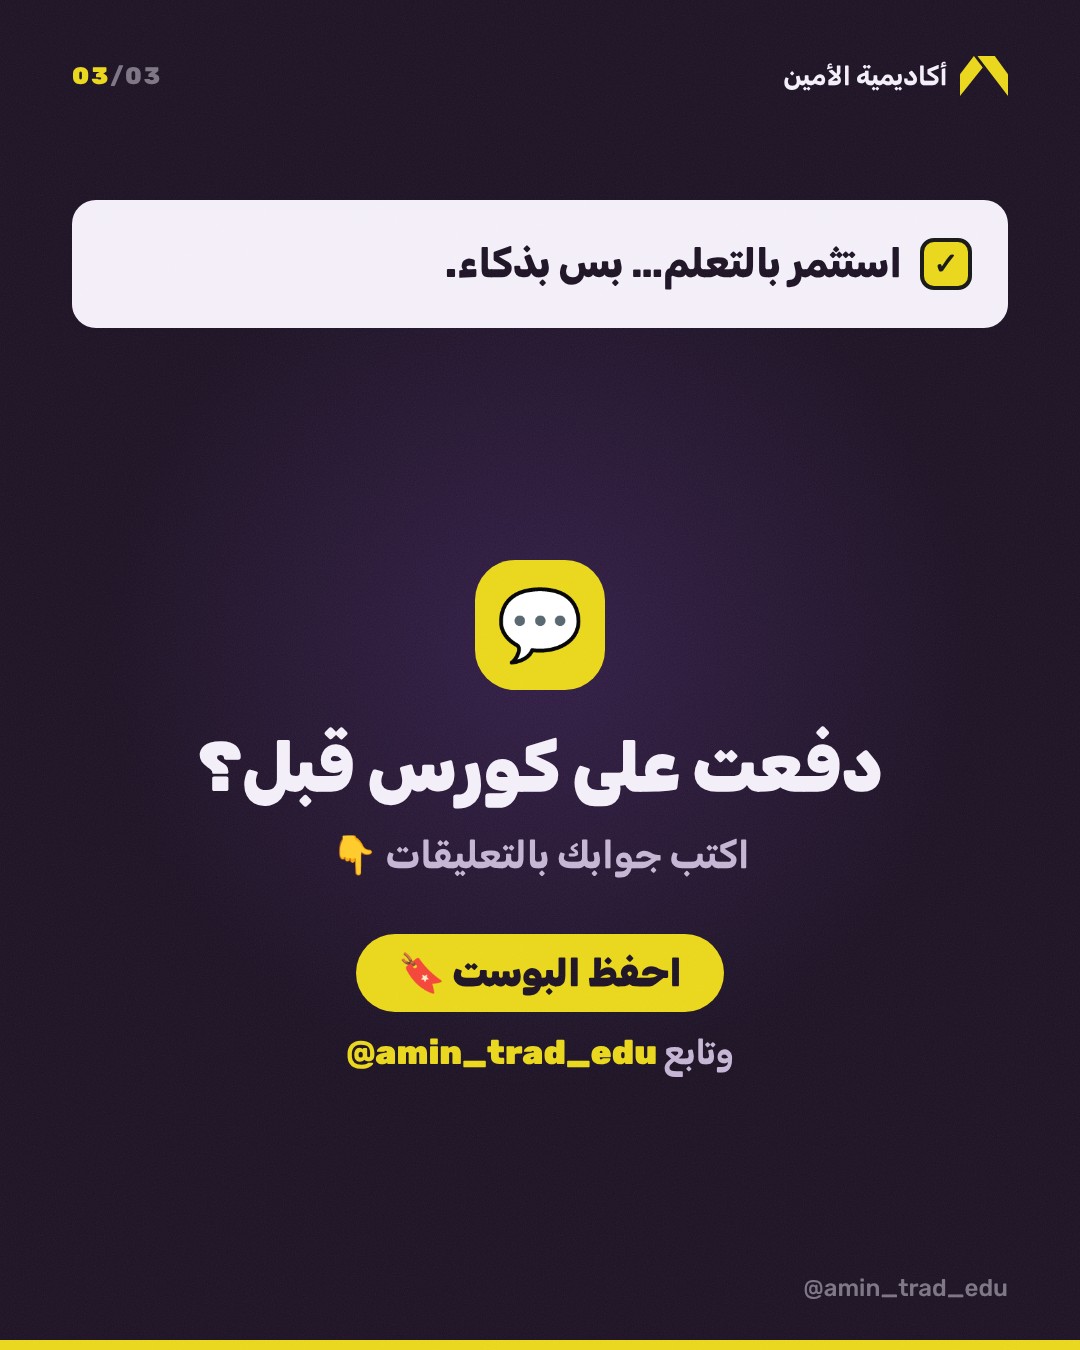 أكاديمية الأمين
03/03
✓ استثمر بالتعلم... بس بذكاء.
دفعت على كورس قبل؟
اكتب جوابك بالتعليقات 👇
احفظ البوست 🔖
وتابع @amin_trad_edu
@amin_trad_edu